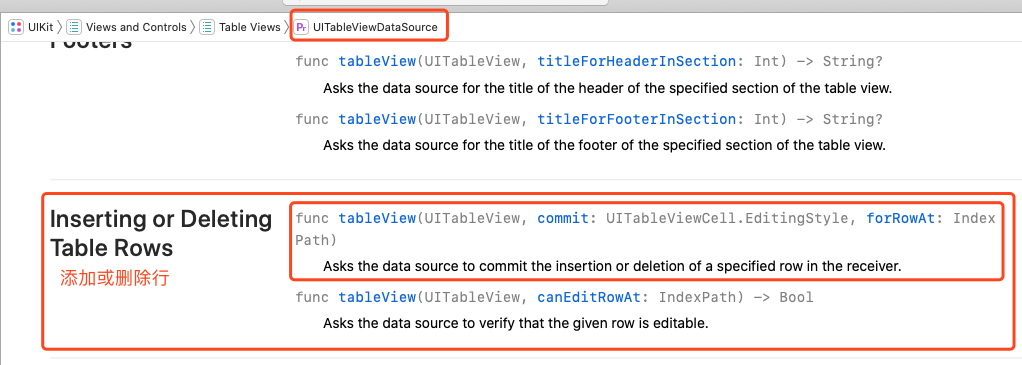 UIKit Views and Controls Table Views Pr UITableViewDataSource
Footers
func tableView(UITableView, titleForHeaderInSection: Int) -> String?
Asks the data source for the title of the header of the specified section of the table view.
func tableView(UITableView, titleForFooterInSection: Int) -> String?
Asks the data source for the title of the footer of the specified section of the table view.
Inserting or Deleting
Table Rows
添加或删除行
func tableView(UITableView, commit: UITableViewCell.EditingStyle, forRowAt: Index
Path)
Asks the data source to commit the insertion or deletion of a specified row in the receiver.
func tableView(UITableView, canEditRowAt: IndexPath) -> Bool
Asks the data source to verify that the given row is editable.